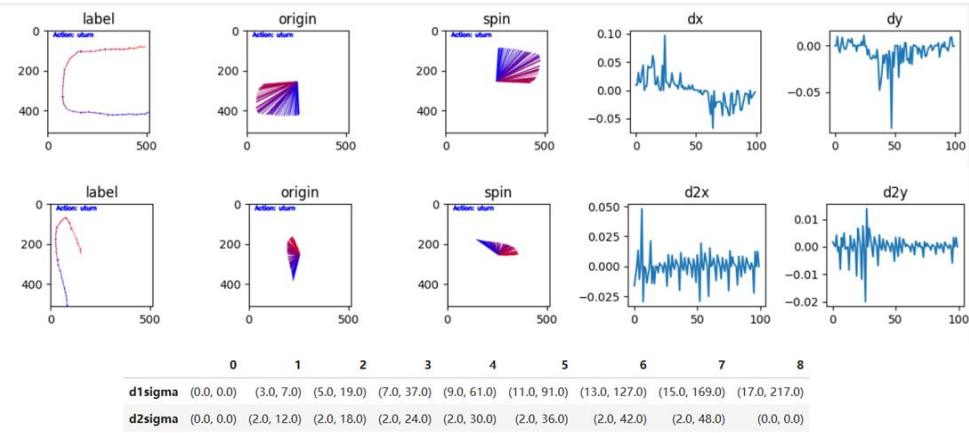 label origin spin dx dy
0 0 0 0.10 0.00
Action: uturn Action: uturn Action: uturn
0.05
200 200 200
0.00 −0.05
400 400 400
−0.05
0 500 0 500 0 500 0 50 100 0 50 100
label origin spin d2x d2y
0 0 0 0.050
Action: uturn Action: uturn Action: uturn 0.01
0.025
200 200 200 0.00
0.000
−0.01
400 400 400
−0.025 −0.02
0 500 0 500 0 500 0 50 100 0 50 100
0 1 2 3 4 5 6 7 8
d1sigma (0.0, 0.0) (3.0, 7.0) (5.0, 19.0) (7.0, 37.0) (9.0, 61.0) (11.0, 91.0) (13.0, 127.0) (15.0, 169.0) (17.0, 217.0)
d2sigma (0.0, 0.0) (2.0, 12.0) (2.0, 18.0) (2.0, 24.0) (2.0, 30.0) (2.0, 36.0) (2.0, 42.0) (2.0, 48.0) (0.0, 0.0)